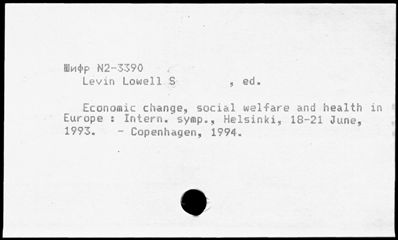 Шифр N2-3390
Levin Lowell S , ed.
Economic change, social welfare and health in
Europe : Intern. symp., Helsinki, 18-21 June,
1993. - Copenhagen, 1994.